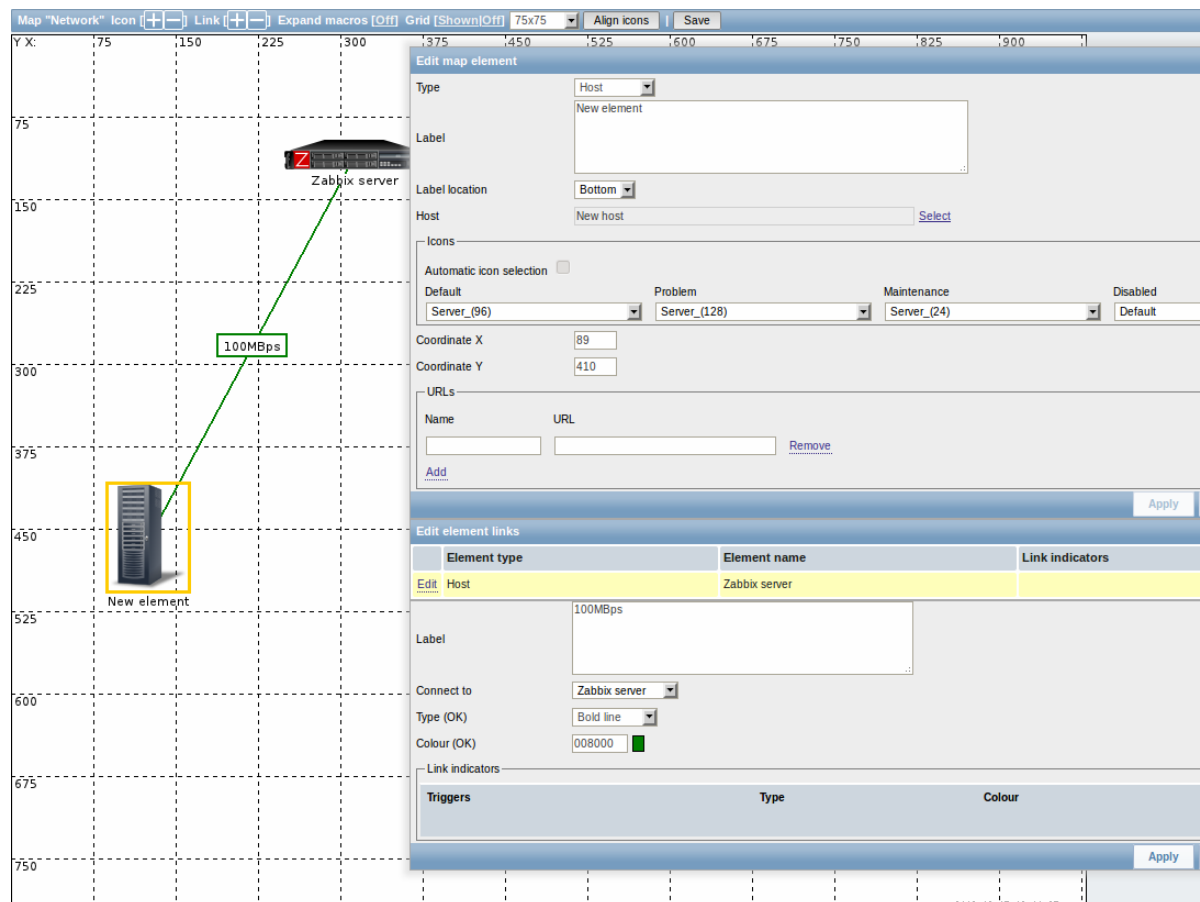 Map "Network" Icon [+|−] Link [+|−] Expand macros [Off] Grid [Shown|Off] 75x75 Align icons | Save
Y X: 75 150 225 300 375 450 525 600 675 750 825 900
Edit map element
Type Host
New element
Label
75
Zabbix server
Label location Bottom
150
Host New host Select
Icons
Automatic icon selection
225
Default Problem Maintenance Disabled
Server_(96) Server_(128) Server_(24) Default
Coordinate X 89
100MBps
Coordinate Y 410
300
URLs
Name URL
Remove
375
Add
Apply
450
Edit element links
Element type Element name Link indicators
Edit Host Zabbix server
New element
100MBps
525
Label
Connect to Zabbix server
600
Type (OK) Bold line
Colour (OK) 008000
Link indicators
675
Triggers Type Colour
Apply
750